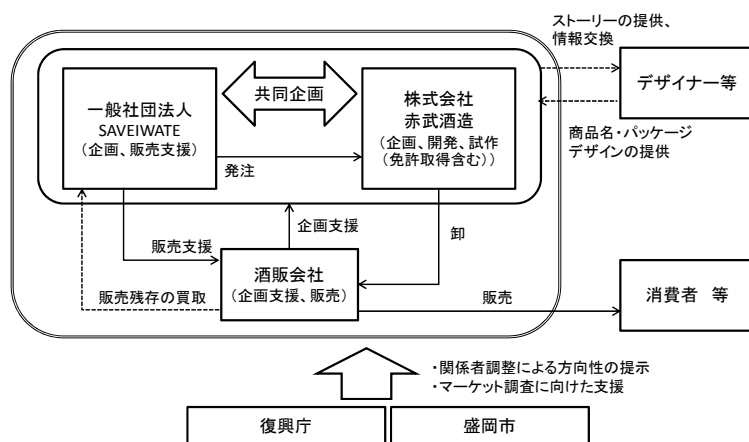 ストーリーの提供、
情報交換
デザイナー等
商品名・パッケージ
デザインの提供
一般社団法人
SAVEIWATE
（企画、販売支援）
共同企画
株式会社
赤武酒造
（企画、開発、試作
（免許取得含む））
発注
企画支援
卸
販売支援
酒販会社
（企画支援、販売）
販売残存の買取
販売
消費者　等
・関係者調整による方向性の提示
・マーケット調査に向けた支援
復興庁
盛岡市